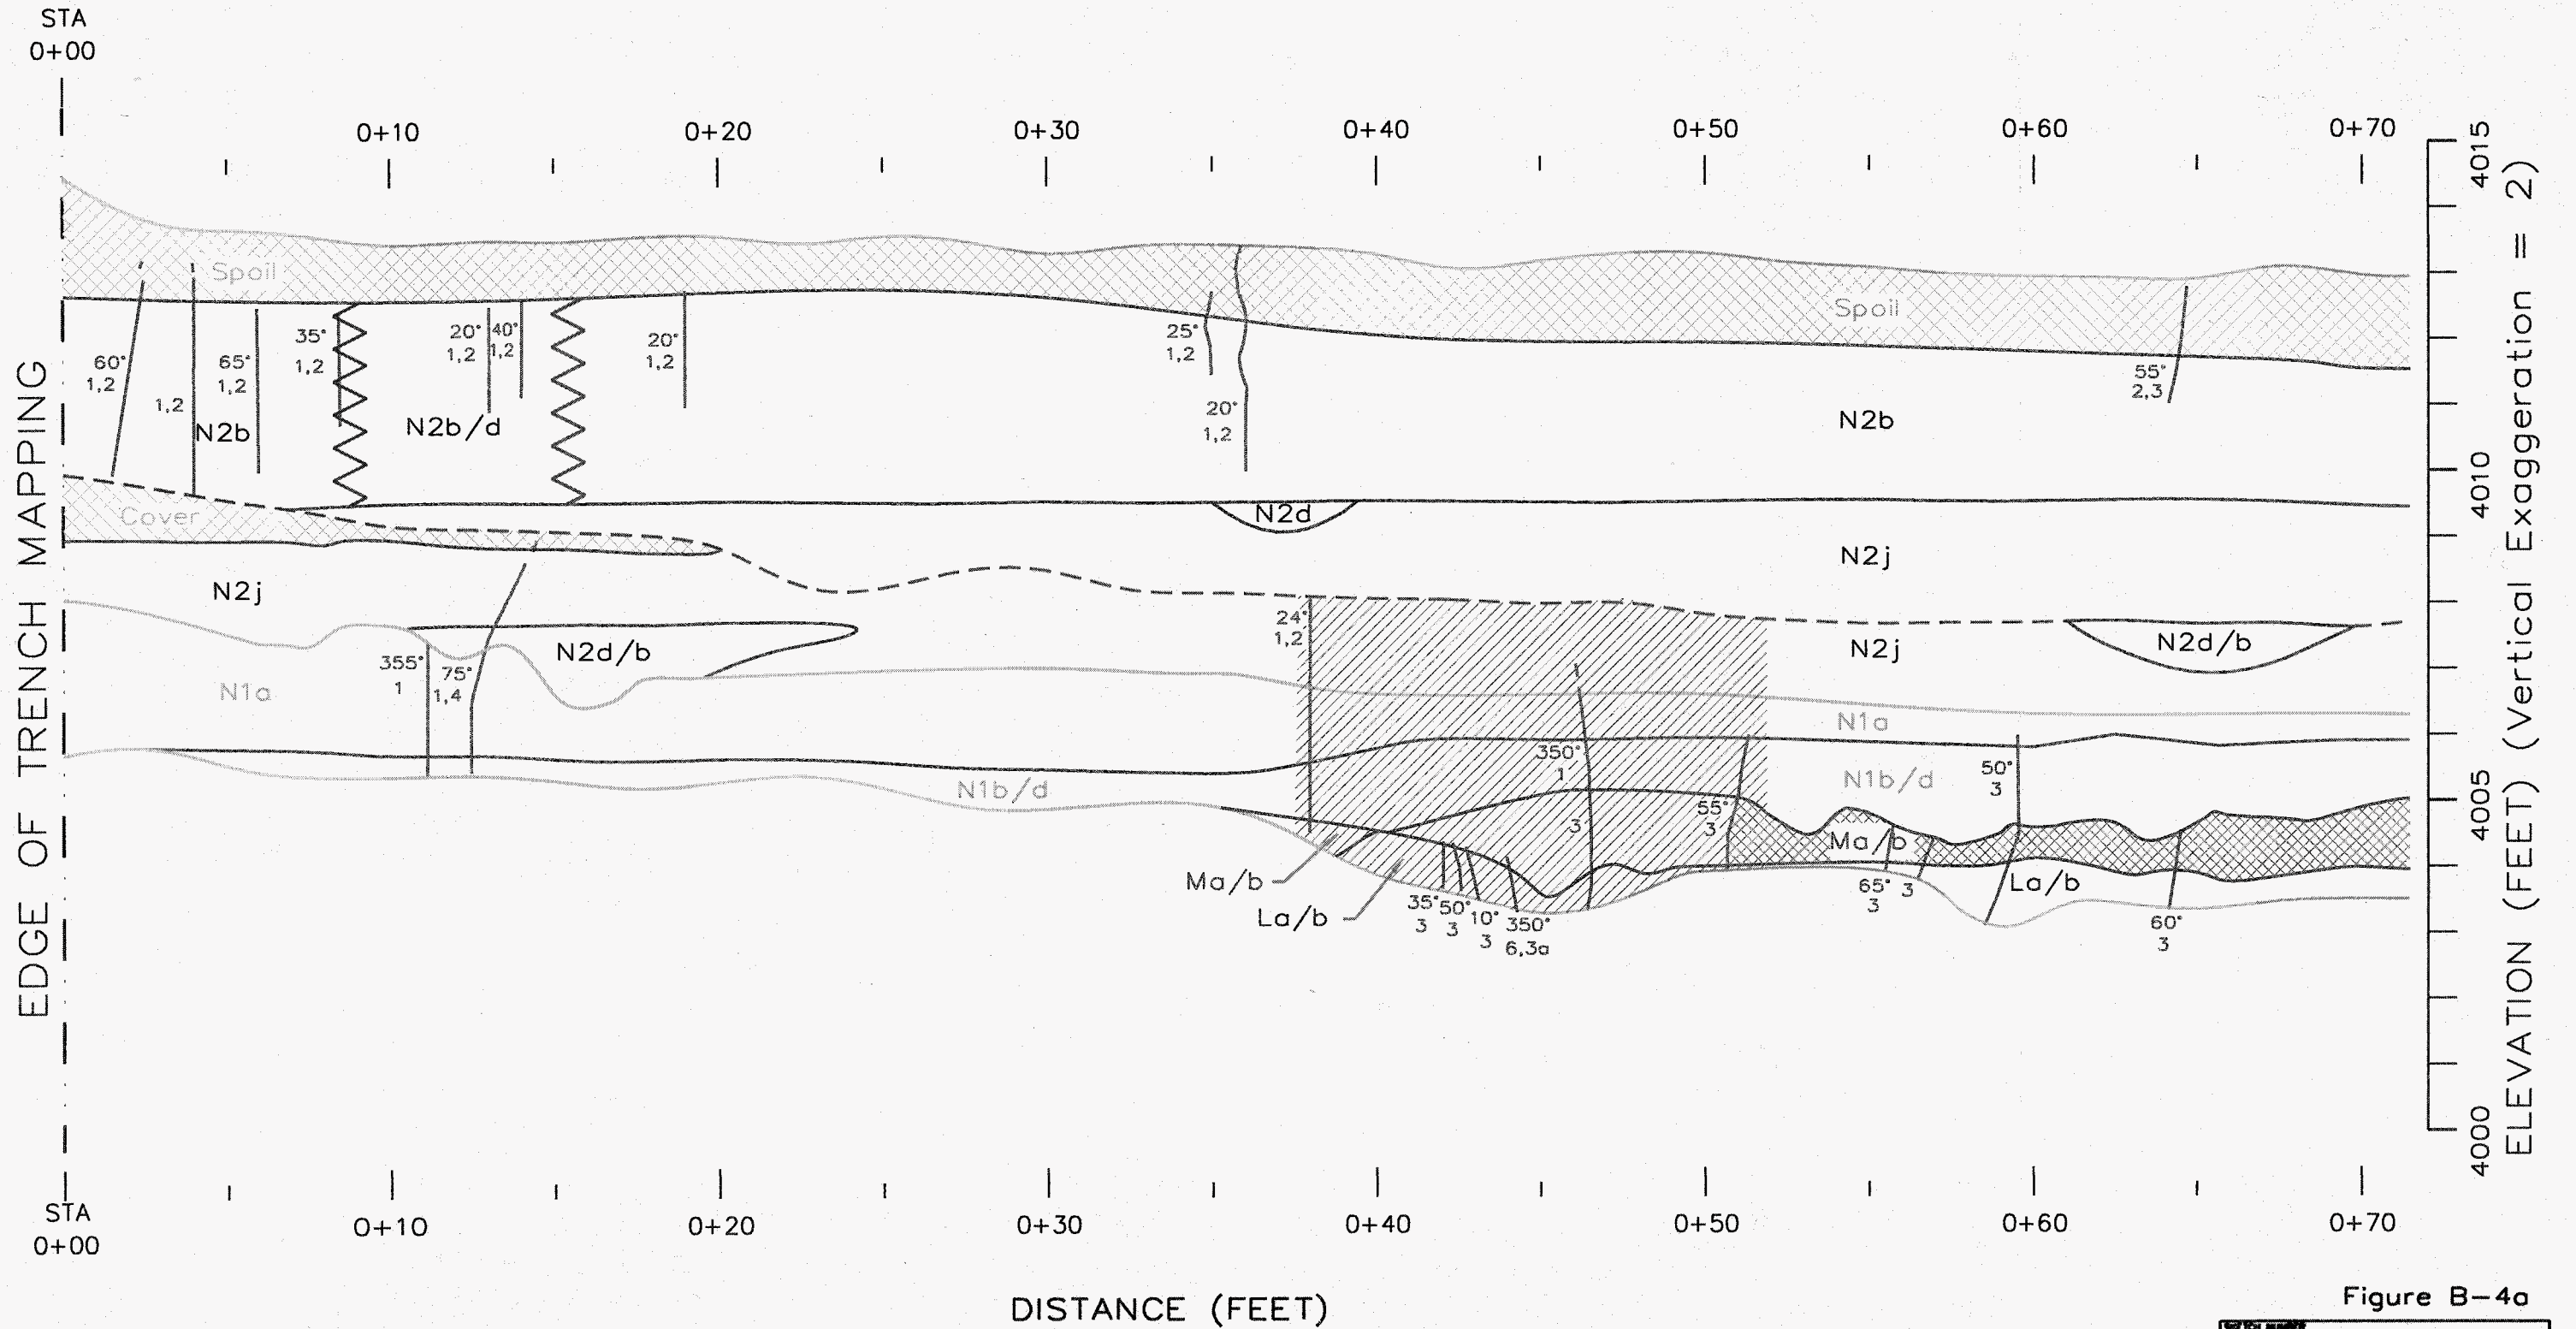 STA
0+00
0+10
0+20
0+30
0+40
0+50
0+60
0+70
4015
Spoil
Spoil
35°
1,2
20°
1,2
40°
1,2
20°
1,2
25°
1,2
60°
1,2
65°
1,2
55°
2,3
1,2
N2b
N2b/d
20°
1,2
N2b
4010
Cover
N2d
N2j
N2j
24°
1,2
N2d/b
N2j
N2d/b
355°
1
75°
1,4
N1a
N1a
350°
1
N1b/d
N1b/d
50°
3
4005
55°
3
3
Ma/b
Ma/b
La/b
La/b
65°
3
3
35°
3
50°
3
10°
3
350°
6,3a
60°
3
4000
EDGE OF TRENCH MAPPING
ELEVATION (FEET) (Vertical Exaggeration = 2)
STA
0+00
0+10
0+20
0+30
0+40
0+50
0+60
0+70
DISTANCE (FEET)
Figure B-4a